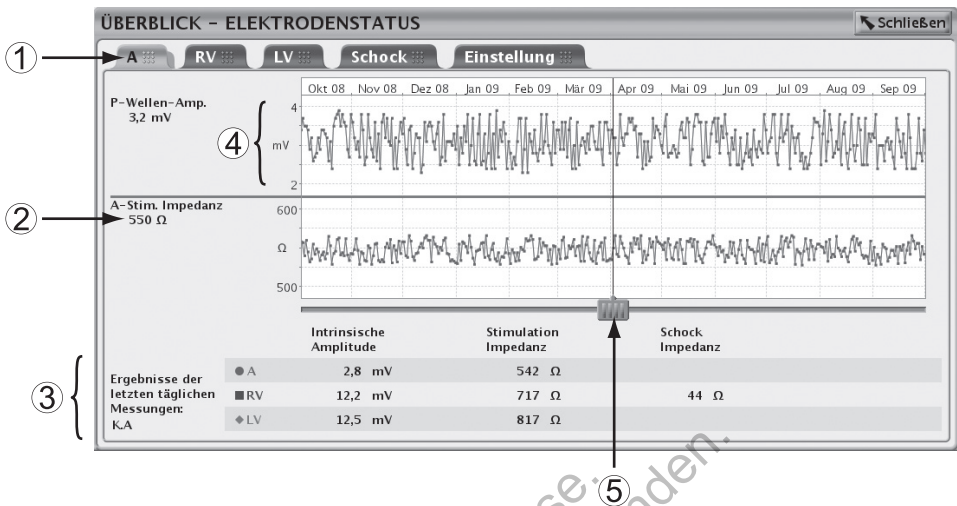 ÜBERBLICK – ELEKTRODENSTATUS
Schließen
A RV LV Schock Einstellung
Okt 08 Nov 08 Dez 08 Jan 09 Feb 09 Mär 09 Apr 09 Mai 09 Jun 09 Jul 09 Aug 09 Sep 09
P-Wellen-Amp.
3,2 mV
4
mV
2
A-Stim. Impedanz
550 Ω
600
Ω
500
Intrinsische Amplitude
Stimulation Impedanz
Schock Impedanz
Ergebnisse der
letzten täglichen
Messungen:
K.A
A 2,8 mV 542 Ω
RV 12,2 mV 717 Ω 44 Ω
LV 12,5 mV 817 Ω
1
2
3
4
5